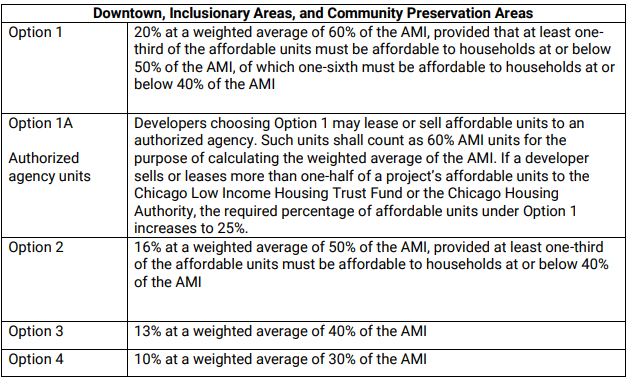 Downtown, Inclusionary Areas, and Community Preservation Areas
Option 1
20% at a weighted average of 60% of the AMI, provided that at least one-
third of the affordable units must be affordable to households at or below
50% of the AMI, of which one-sixth must be affordable to households at or
below 40% of the AMI
Option 1A
Authorized
agency units
Developers choosing Option 1 may lease or sell affordable units to an
authorized agency. Such units shall count as 60% AMI units for the
purpose of calculating the weighted average of the AMI. If a developer
sells or leases more than one-half of a project's affordable units to the
Chicago Low Income Housing Trust Fund or the Chicago Housing
Authority, the required percentage of affordable units under Option 1
increases to 25%.
Option 2
16% at a weighted average of 50% of the AMI, provided at least one-third
of the affordable units must be affordable to households at or below 40%
of the AMI
Option 3
13% at a weighted average of 40% of the AMI
Option 4
10% at a weighted average of 30% of the AMI